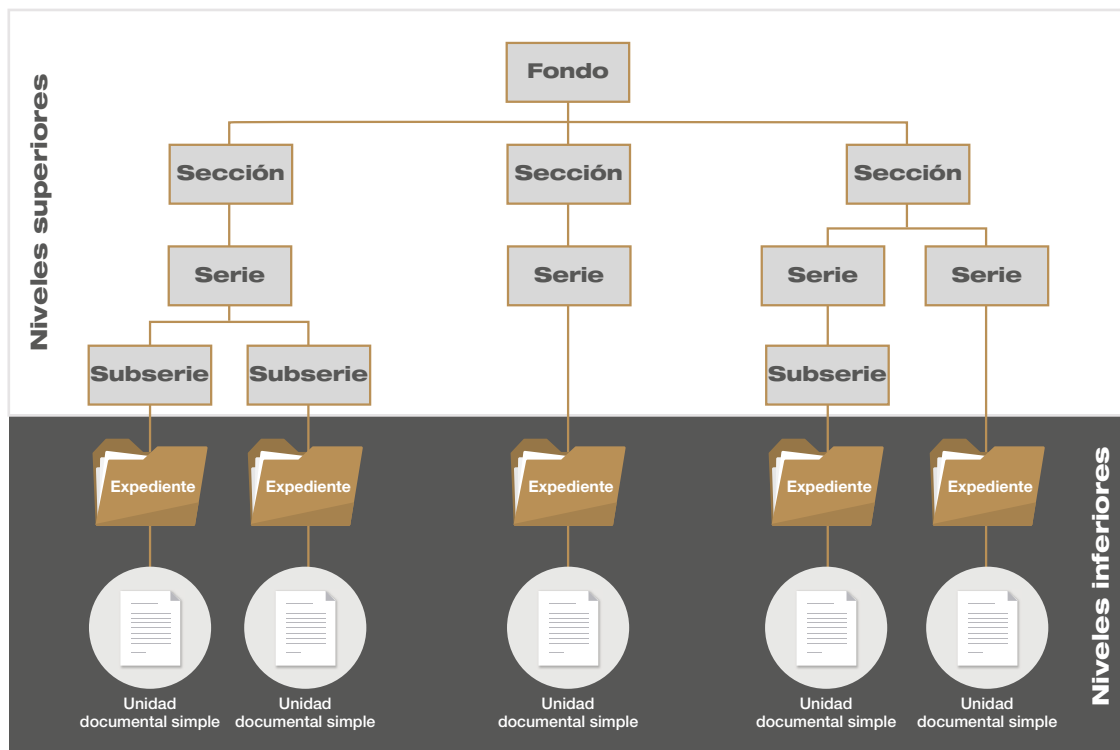 Niveles superiores
Fondo
Sección
Sección
Sección
Serie
Serie
Serie
Serie
Subserie
Subserie
Subserie
Niveles inferiores
Expediente
Expediente
Expediente
Expediente
Expediente
Unidad
documental simple
Unidad
documental simple
Unidad
documental simple
Unidad
documental simple
Unidad
documental simple